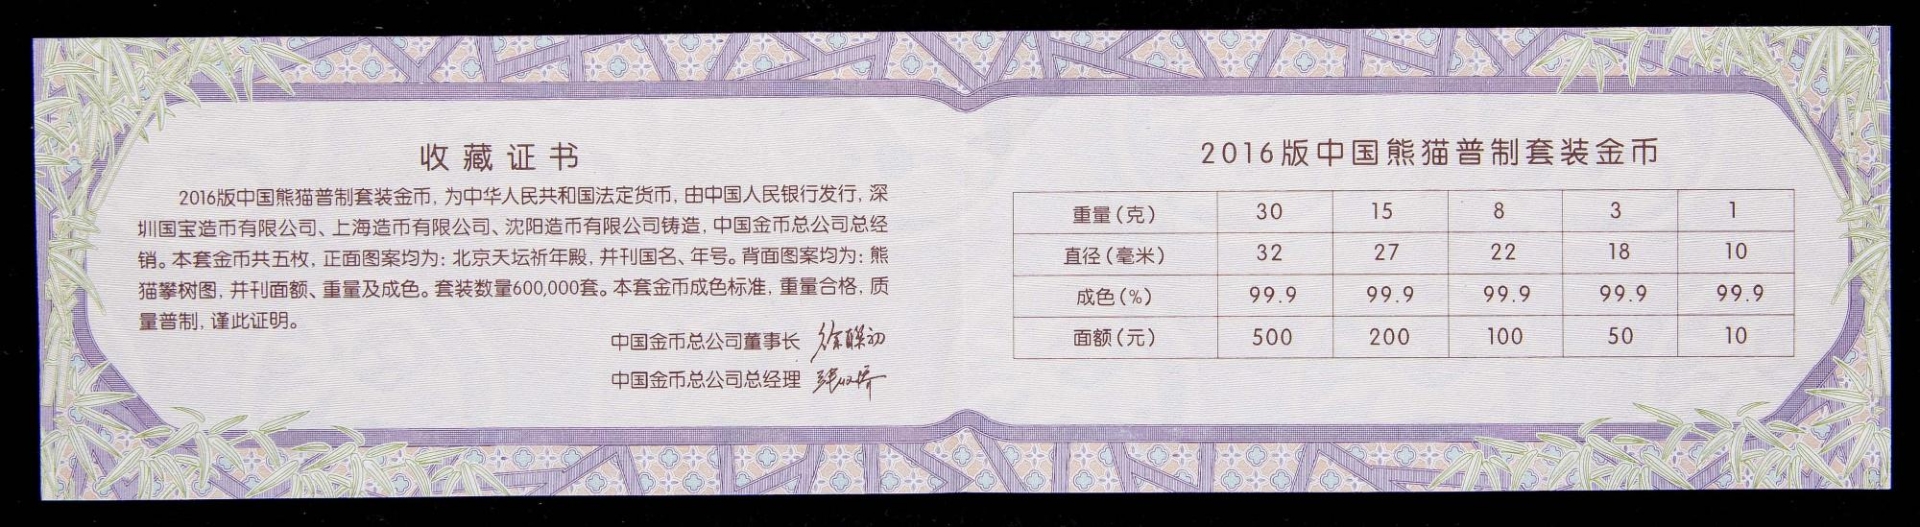 收藏证书
2016版中国熊猫普制套装金币，为中华人民共和国法定货币，由中国人民银行发行，深
圳国宝造币有限公司、上海造币有限公司、沈阳造币有限公司铸造，中国金币总公司总经
销。本套金币共五枚，正面图案均为：北京天坛祈年殿，并刊国名、年号。背面图案均为：熊
猫攀树图，并刊面额、重量及成色。套装数量600,000套。本套金币成色标准，重量合格，质
量普制，谨此证明。
中国金币总公司董事长
中国金币总公司总经理
2016版中国熊猫普制套装金币
重量（克） 30 15 8 3 1
直径（毫米） 32 27 22 18 10
成色（%） 99.9 99.9 99.9 99.9 99.9
面额（元） 500 200 100 50 10